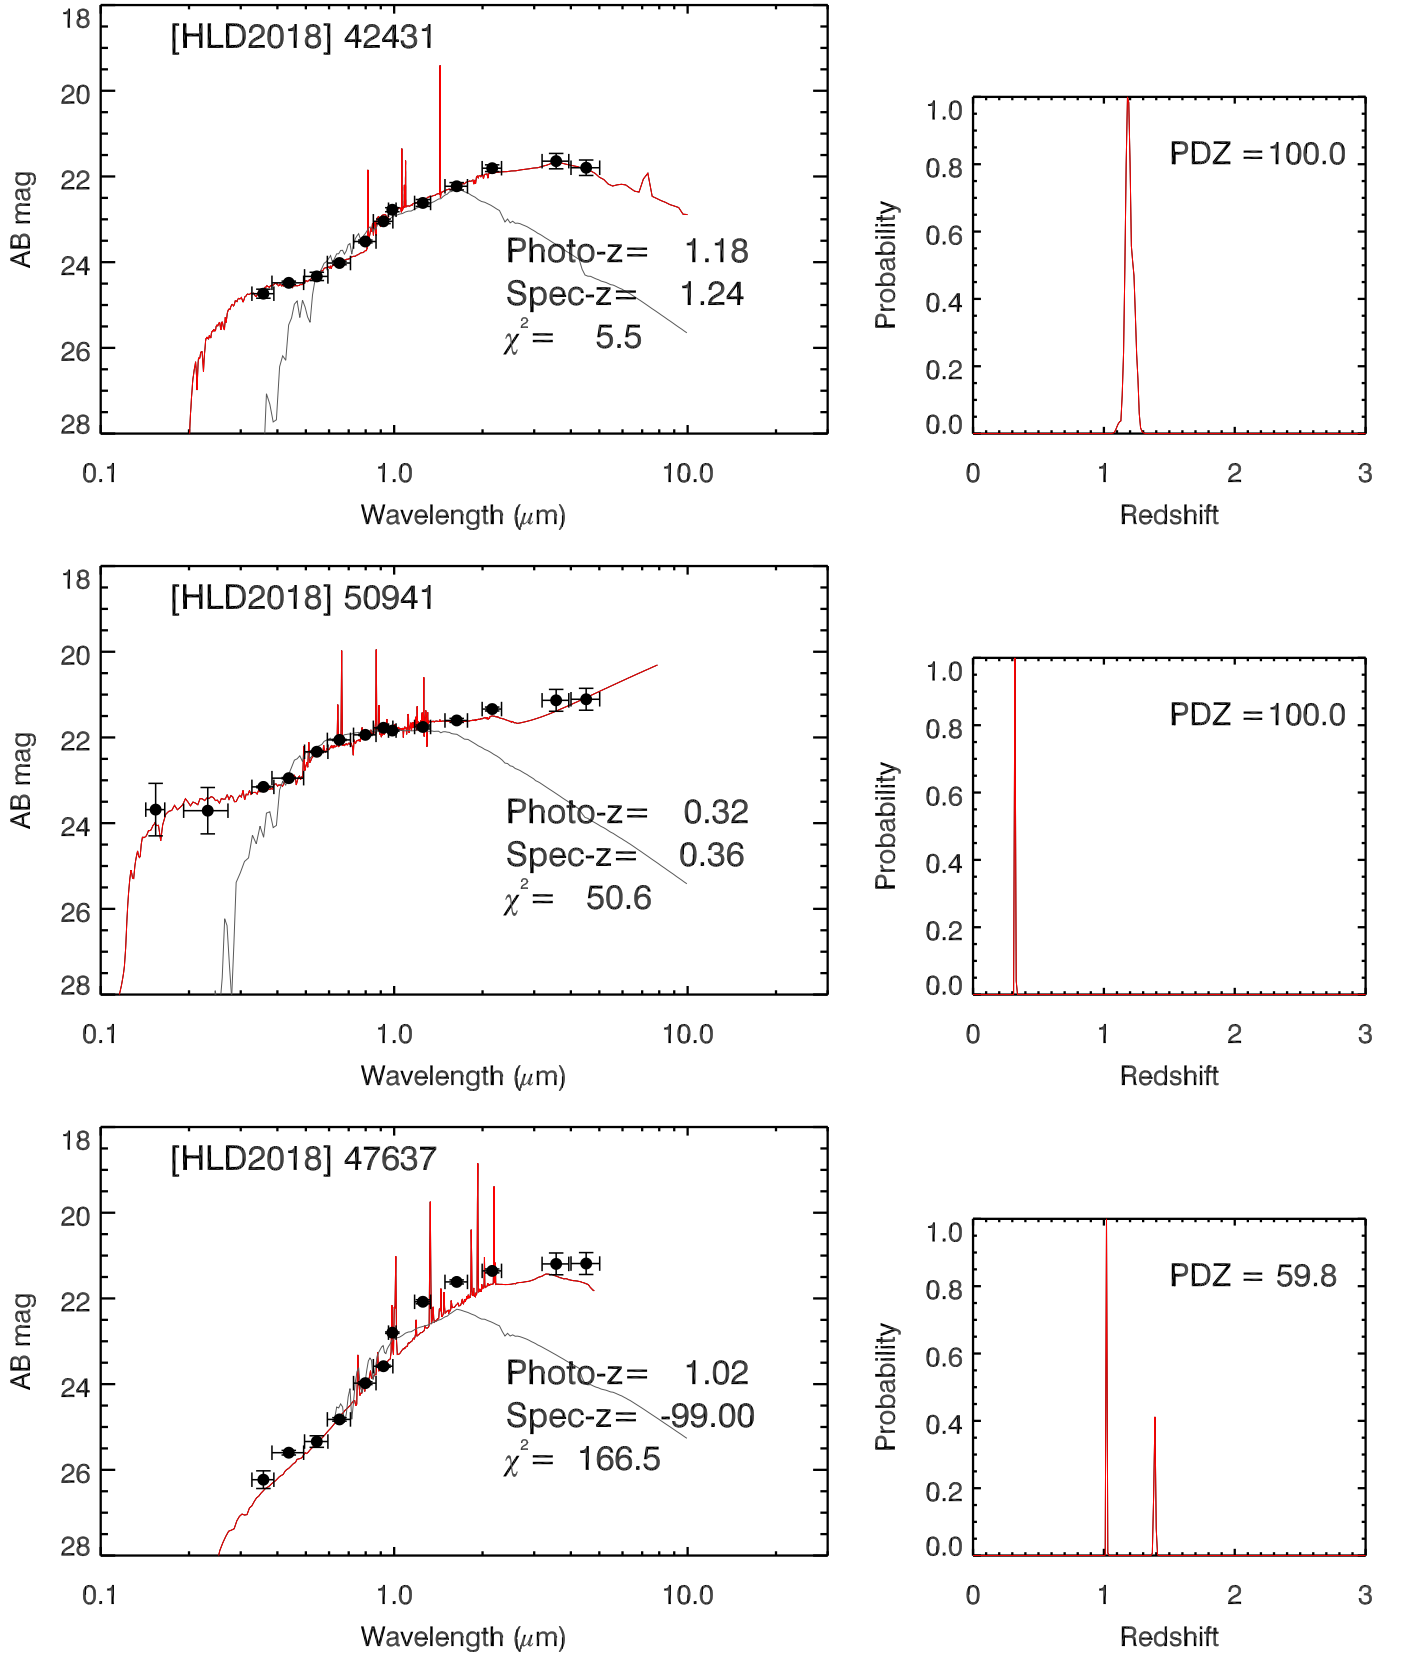 [HLD2018] 42431
18
20
22
24
26
28
AB mag
Photo-z= 1.18
Spec-z= 1.24
χ²= 5.5
0.1 1.0 10.0
Wavelength (μm)
PDZ =100.0
1.0
0.8
0.6
0.4
0.2
0.0
Probability
0 1 2 3
Redshift
[HLD2018] 50941
18
20
22
24
26
28
AB mag
Photo-z= 0.32
Spec-z= 0.36
χ²= 50.6
0.1 1.0 10.0
Wavelength (μm)
PDZ =100.0
1.0
0.8
0.6
0.4
0.2
0.0
Probability
0 1 2 3
Redshift
[HLD2018] 47637
18
20
22
24
26
28
AB mag
Photo-z= 1.02
Spec-z= -99.00
χ²= 166.5
0.1 1.0 10.0
Wavelength (μm)
PDZ = 59.8
1.0
0.8
0.6
0.4
0.2
0.0
Probability
0 1 2 3
Redshift